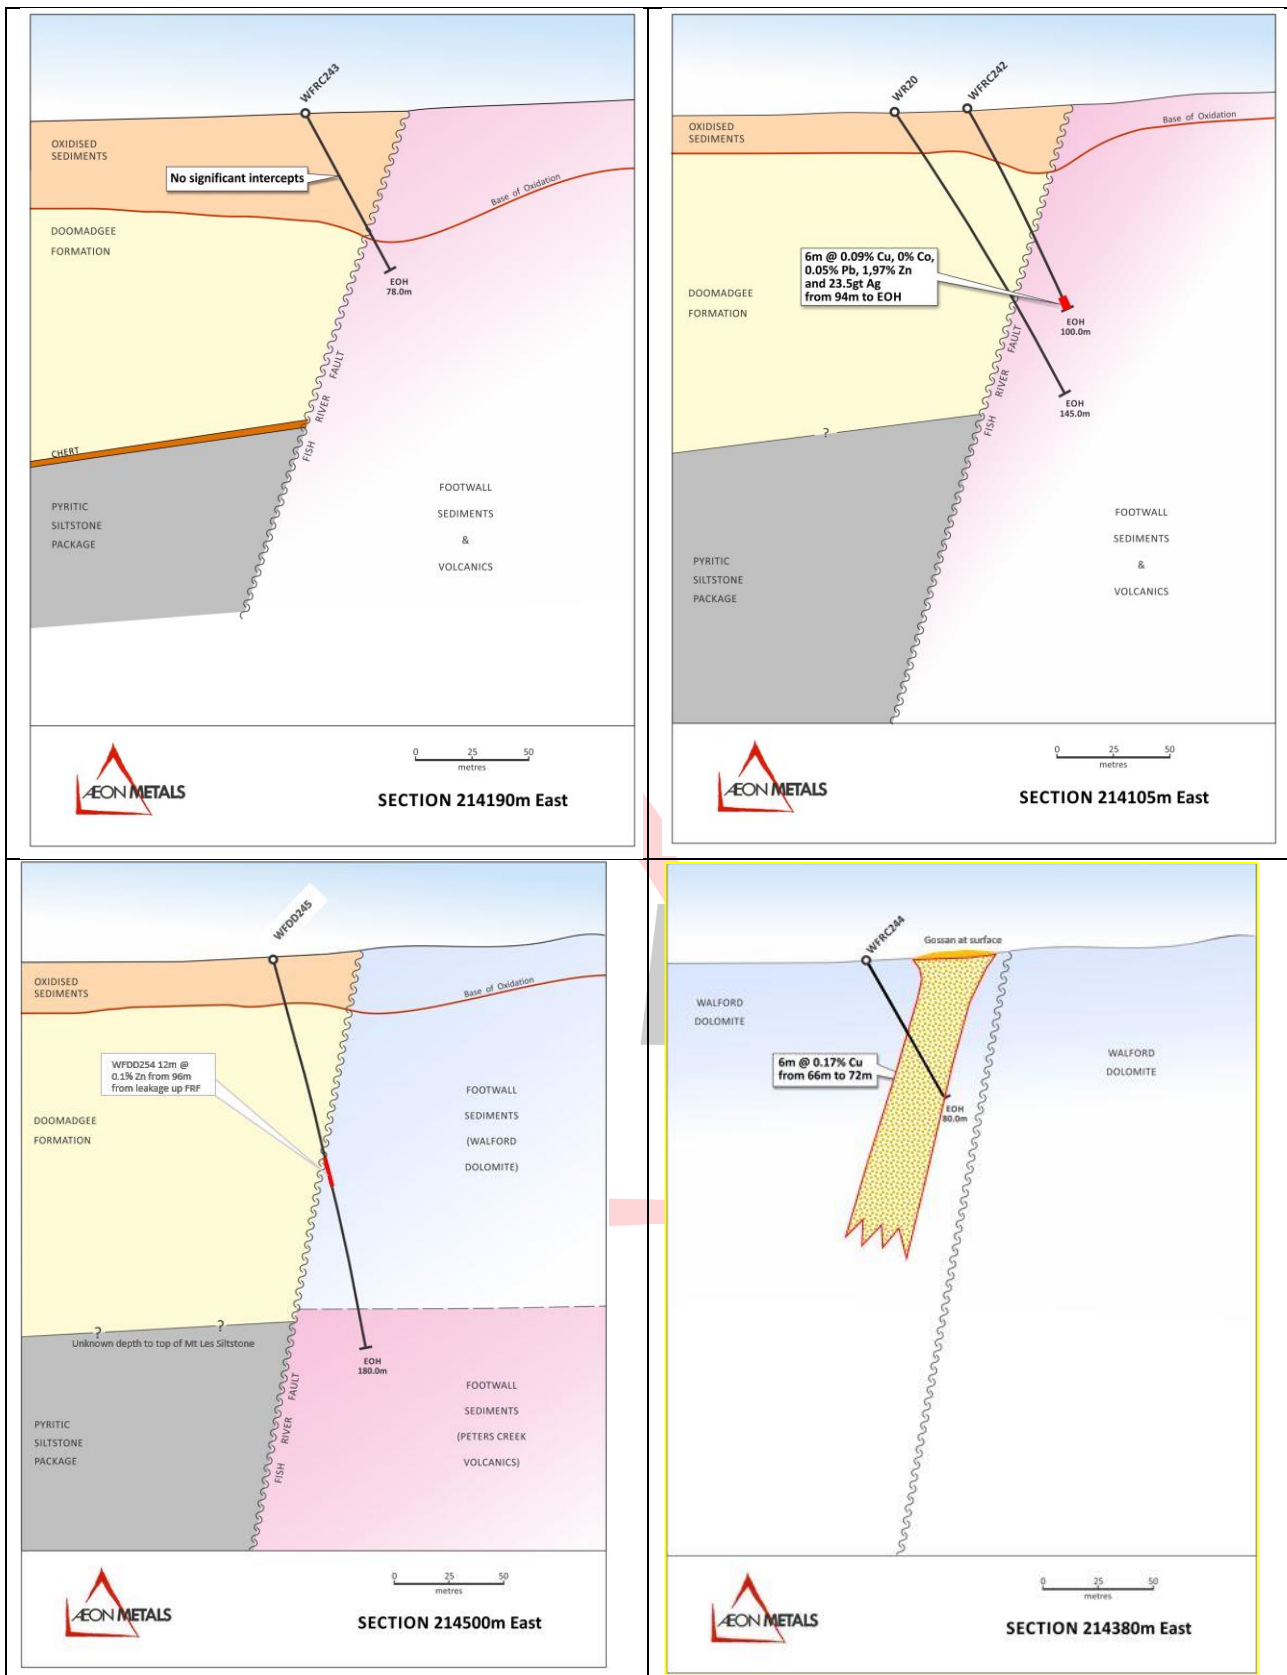 WFRC243
OXIDISED
SEDIMENTS
No significant intercepts
Base of Oxidation
DOOMADGEE
FORMATION
EOH
78.0m
FISH RIVER FAULT
CHERT
PYRITIC
SILTSTONE
PACKAGE
FOOTWALL
SEDIMENTS
&
VOLCANICS
ÆON METALS
0 25 50
metres
SECTION 214190m East
WR20
WFRC242
OXIDISED
SEDIMENTS
Base of Oxidation
6m @ 0.09% Cu, 0% Co,
0.05% Pb, 1,97% Zn
and 23.5gt Ag
from 94m to EOH
DOOMADGEE
FORMATION
EOH
100.0m
EOH
145.0m
FISH RIVER FAULT
?
PYRITIC
SILTSTONE
PACKAGE
FOOTWALL
SEDIMENTS
&
VOLCANICS
ÆON METALS
0 25 50
metres
SECTION 214105m East
WFDD245
OXIDISED
SEDIMENTS
Base of Oxidation
WFDD254 12m @
0.1% Zn from 96m
from leakage up FRF
DOOMADGEE
FORMATION
FOOTWALL
SEDIMENTS
(WALFORD
DOLOMITE)
? ?
Unknown depth to top of Mt Les Siltstone
EOH
180.0m
FISH RIVER FAULT
PYRITIC
SILTSTONE
PACKAGE
FOOTWALL
SEDIMENTS
(PETERS CREEK
VOLCANICS)
ÆON METALS
0 25 50
metres
SECTION 214500m East
WFRC244
Gossan at surface
WALFORD
DOLOMITE
WALFORD
DOLOMITE
6m @ 0.17% Cu
from 66m to 72m
EOH
80.0m
ÆON METALS
0 25 50
metres
SECTION 214380m East